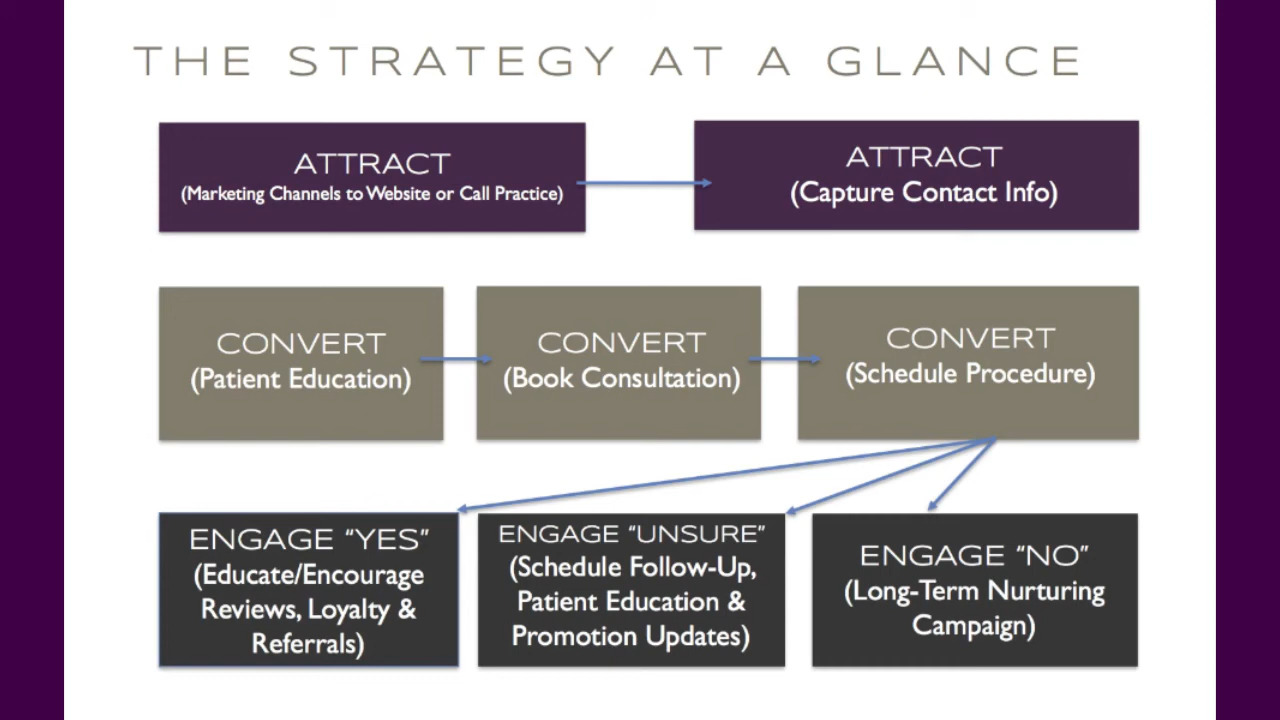 THE STRATEGY AT A GLANCE
ATTRACT
(Marketing Channels to Website or Call Practice)
ATTRACT
(Capture Contact Info)
CONVERT
(Patient Education)
CONVERT
(Book Consultation)
CONVERT
(Schedule Procedure)
ENGAGE “YES”
(Educate/Encourage
Reviews, Loyalty &
Referrals)
ENGAGE “UNSURE”
(Schedule Follow-Up,
Patient Education &
Promotion Updates)
ENGAGE “NO”
(Long-Term Nurturing
Campaign)